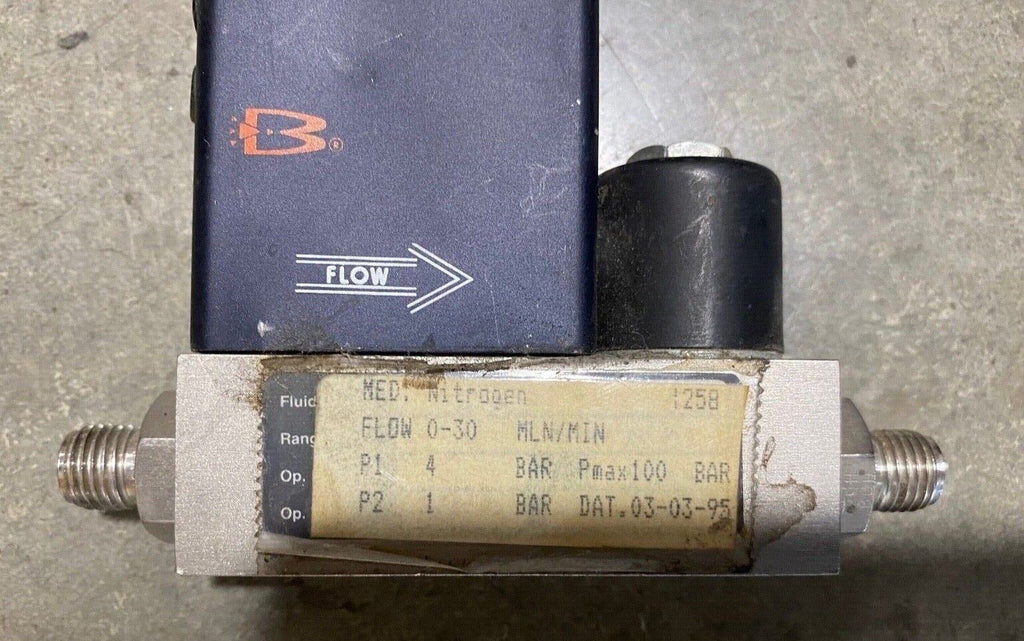 B ®
FLOW
Fluid MED. Nitrogen 1258
Rang FLOW 0-30 MLN/MIN
Op. P1 4 BAR Pmax100 BAR
Op. P2 1 BAR DAT.03-03-95